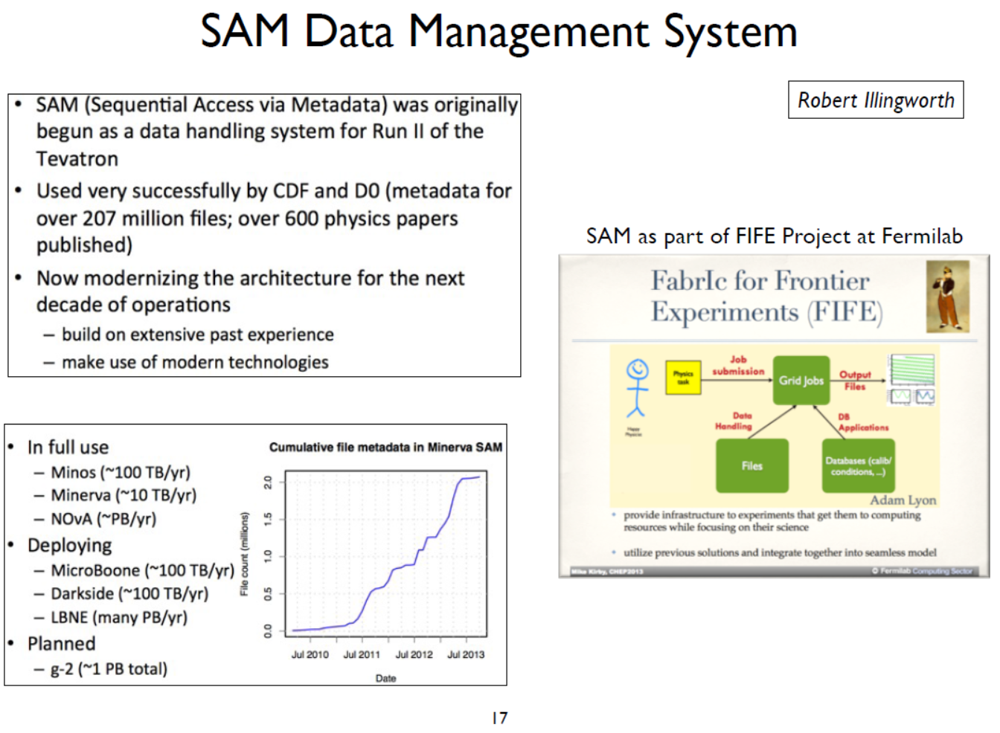 SAM Data Management System
Robert Illingworth
• SAM (Sequential Access via Metadata) was originally
begun as a data handling system for Run II of the
Tevatron
• Used very successfully by CDF and D0 (metadata for
over 207 million files; over 600 physics papers
published)
• Now modernizing the architecture for the next
decade of operations
– build on extensive past experience
– make use of modern technologies
SAM as part of FIFE Project at Fermilab
FabrIc for Frontier
Experiments (FIFE)
Physics
task
Job
submission
Grid Jobs
Output
Files
Happy
Physicist
Data
Handling
DB
Applications
Files
Databases (calib/
conditions, ...)
Adam Lyon
• provide infrastructure to experiments that get them to computing
resources while focusing on their science
• utilize previous solutions and integrate together into seamless model
Mike Kirby, CHEP2013
© Fermilab Computing Sector
• In full use
– Minos (~100 TB/yr)
– Minerva (~10 TB/yr)
– NOvA (~PB/yr)
• Deploying
– MicroBoone (~100 TB/yr)
– Darkside (~100 TB/yr)
– LBNE (many PB/yr)
• Planned
– g-2 (~1 PB total)
Cumulative file metadata in Minerva SAM
File count (millions)
2.0
1.5
1.0
0.5
0.0
Jul 2010 Jul 2011 Jul 2012 Jul 2013
Date
17